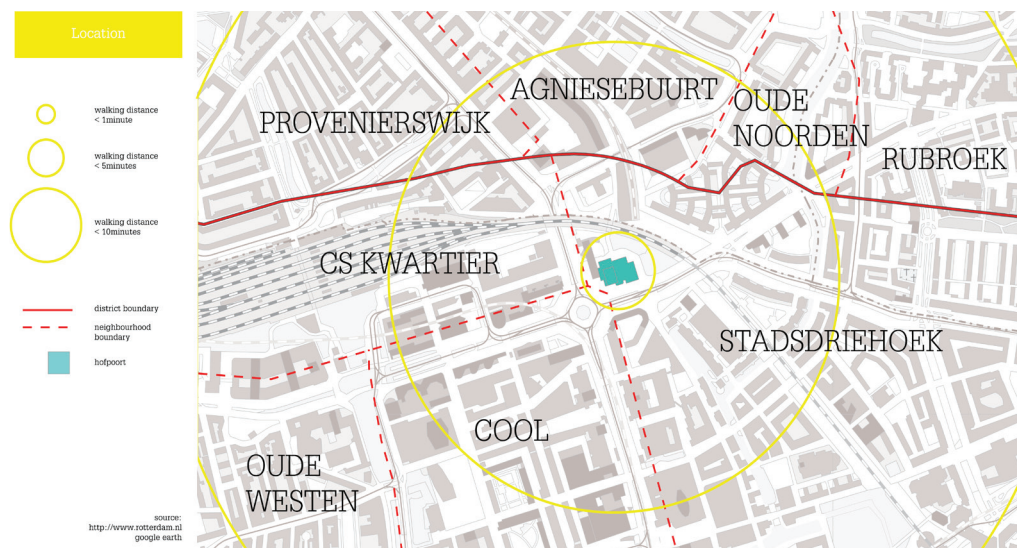 Location
walking distance
< 1minute
walking distance
< 5minutes
walking distance
< 10minutes
district boundary
neighbourhood
boundary
hofpoort
source:
http://www.rotterdam.nl
google earth
AGNIESEBUURT
OUDE
NOORDEN
PROVENIERSWIJK
RUBROEK
CS KWARTIER
STADSDRIEHOEK
COOL
OUDE
WESTEN